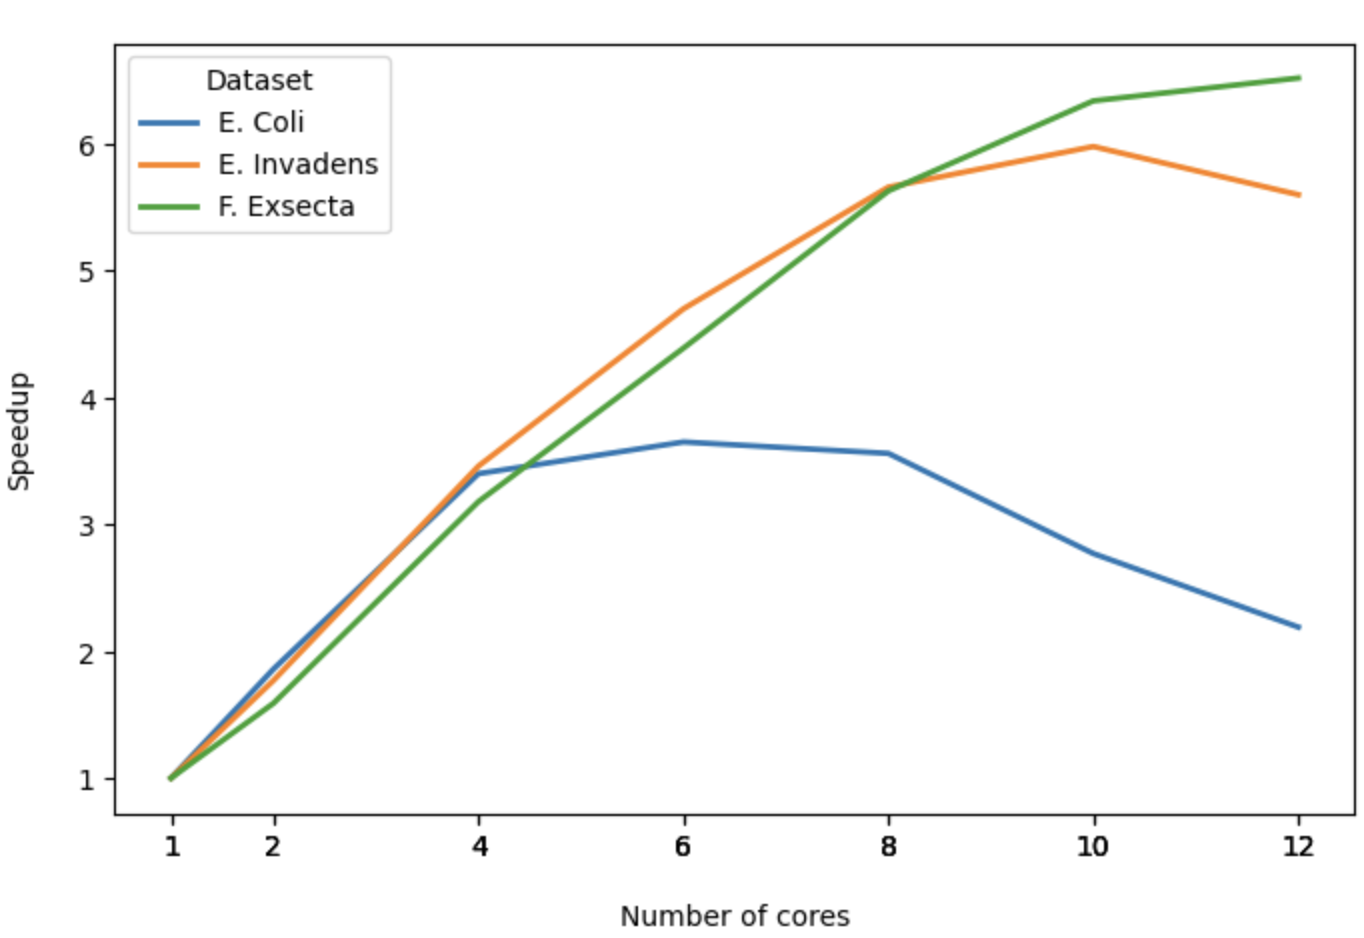 Dataset
E. Coli
E. Invadens
F. Exsecta
6
5
4
3
2
1
Speedup
1 2 4 6 8 10 12
Number of cores